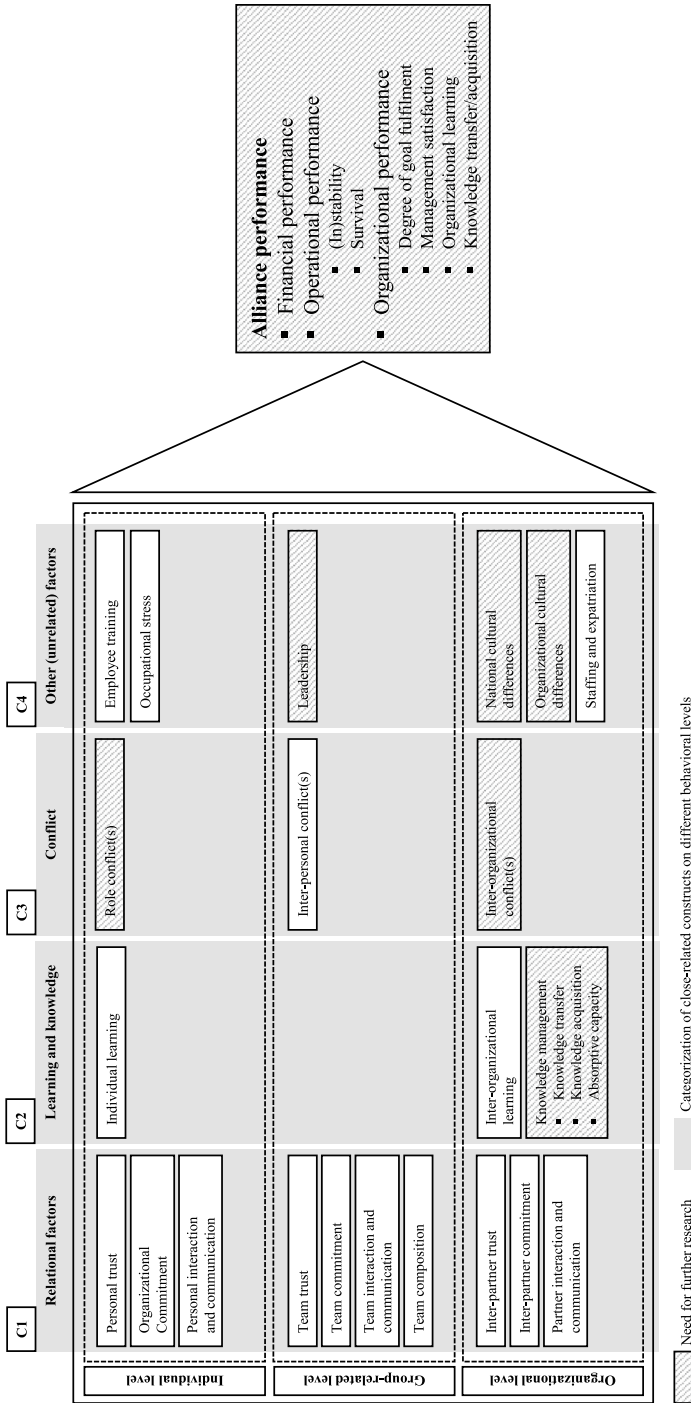 C1
C2
C3
C4
Relational factors
Learning and knowledge
Conflict
Other (unrelated) factors
Individual level
Personal trust
Organizational
Commitment
Personal interaction
and communication
Individual learning
Role conflict(s)
Employee training
Occupational stress
Group-related level
Team trust
Team commitment
Team interaction and
communication
Team composition
Inter-personal conflict(s)
Leadership
Organizational level
Inter-partner trust
Inter-partner commitment
Partner interaction and
communication
Inter-organizational
learning
Knowledge management
▪ Knowledge transfer
▪ Knowledge acquisition
▪ Absorptive capacity
Inter-organizational
conflict(s)
National cultural
differences
Organizational cultural
differences
Staffing and expatriation
Alliance performance
▪ Financial performance
▪ Operational performance
▪ (In)stability
▪ Survival
▪ Organizational performance
▪ Degree of goal fulfilment
▪ Management satisfaction
▪ Organizational learning
▪ Knowledge transfer/acquisition
Need for further research
Categorization of close-related constructs on different behavioral levels